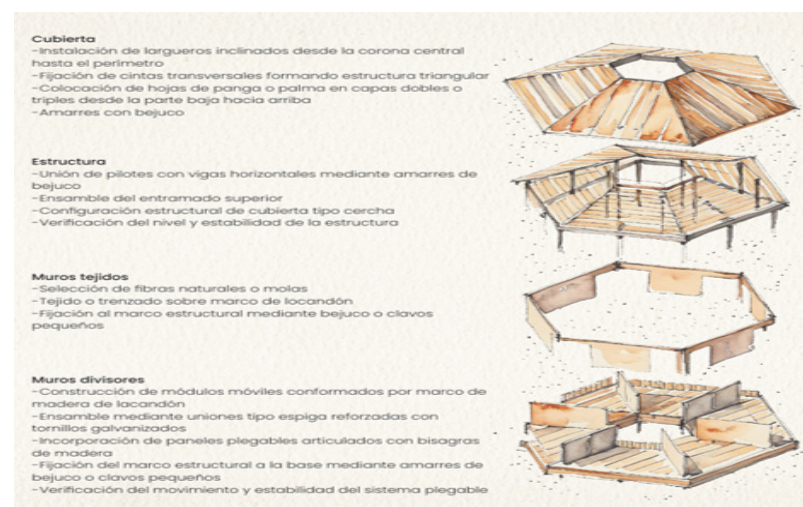 Cubierta
-Instalación de largueros inclinados desde la corona central
hasta el perímetro
-Fijación de cintas transversales formando estructura triangular
-Colocación de hojas de panga o palma en capas dobles o
triples desde la parte baja hacia arriba
-Amarres con bejuco
Estructura
-Unión de pilotes con vigas horizontales mediante amarres de
bejuco
-Ensamble del entramado superior
-Configuración estructural de cubierta tipo cercha
-Verificación del nivel y estabilidad de la estructura
Muros tejidos
-Selección de fibras naturales o molas
-Tejido o trenzado sobre marco de locandón
-Fijación al marco estructural mediante bejuco o clavos
pequeños
Muros divisores
-Construcción de módulos móviles conformados por marco de
madera de lacandón
-Ensamble mediante uniones tipo espiga reforzadas con
tornillos galvanizados
-Incorporación de paneles plegables articulados con bisagras
de madera
-Fijación del marco estructural a la base mediante amarres de
bejuco o clavos pequeños
-Verificación del movimiento y estabilidad del sistema plegable